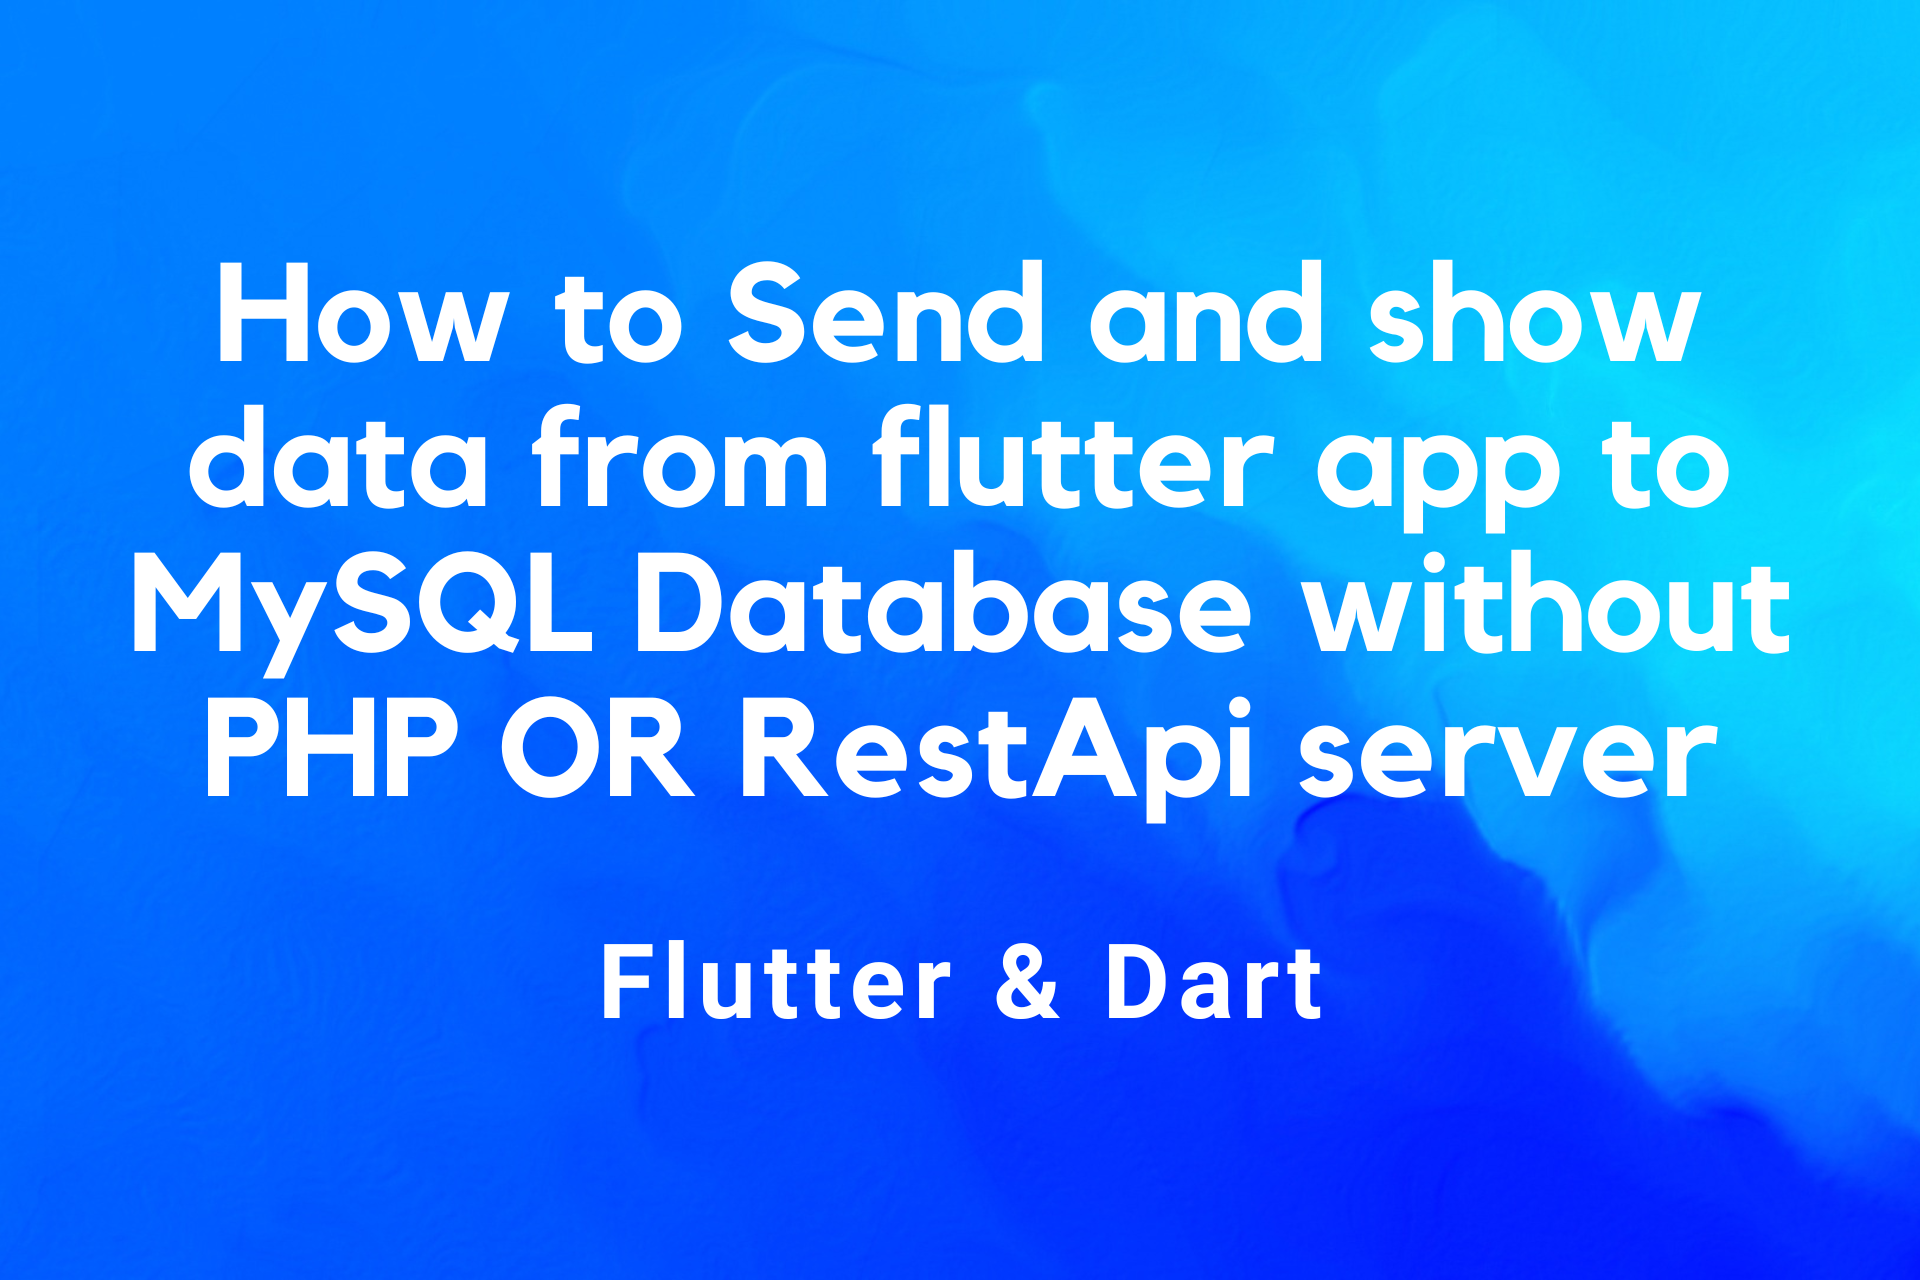 How to Send and show
data from flutter app to
MySQL Database without
PHP OR RestApi server
Flutter & Dart